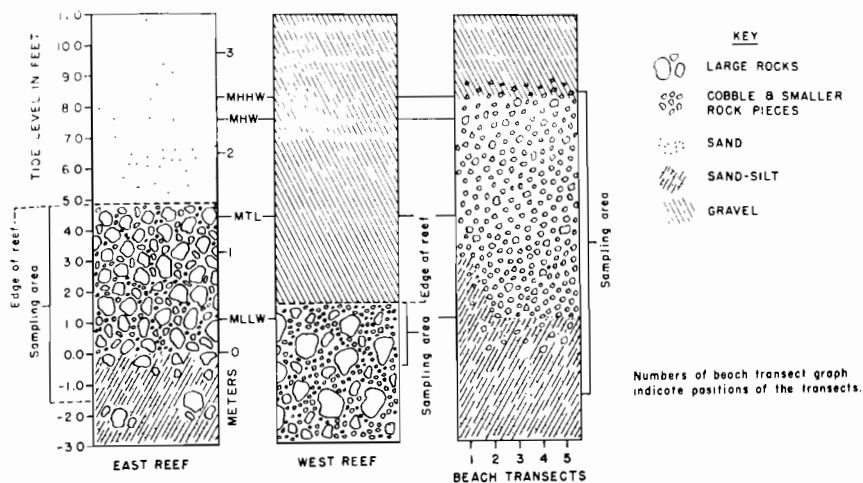 TIDE LEVEL IN FEET
11.0
10.0
9.0
8.0
7.0
6.0
5.0
4.0
3.0
2.0
1.0
0.0
-1.0
-2.0
-3.0
Edge of reef
Sampling area
EAST REEF
3
MHHW
MHW
2
MTL
1
MLLW
0
METERS
WEST REEF
Edge of reef
Sampling area
1 2 3 4 5
BEACH TRANSECTS
Sampling area
KEY
LARGE ROCKS
COBBLE & SMALLER
ROCK PIECES
SAND
SAND-SILT
GRAVEL
Numbers of beach transect graph
indicate positions of the transects.